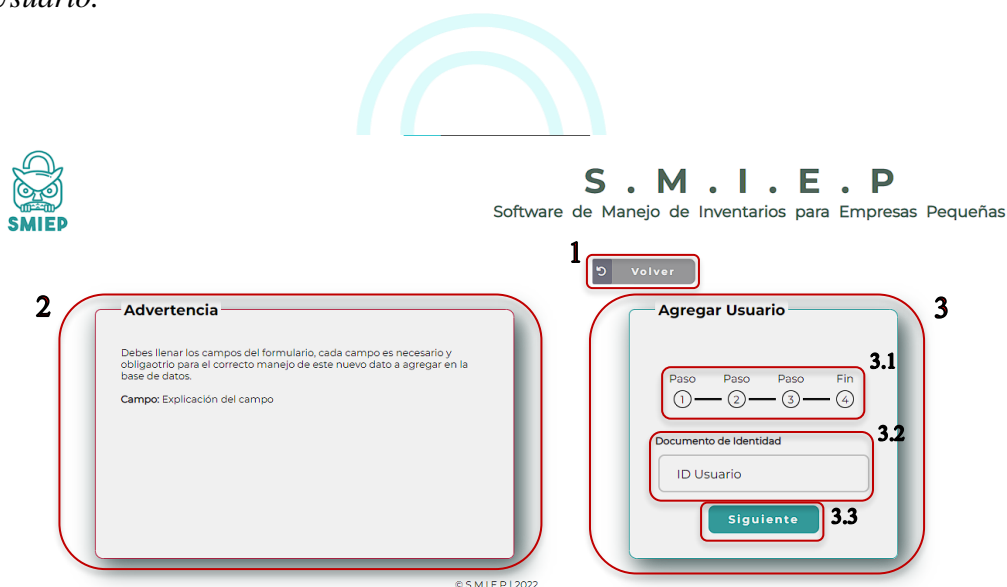 Usuario.
SMIEP
S . M . I . E . P
Software de Manejo de Inventarios para Empresas Pequeñas
1
Volver
2
Advertencia
Debes llenar los campos del formulario, cada campo es necesario y
obligaotrio para el correcto manejo de este nuevo dato a agregar en la
base de datos.
Campo: Explicación del campo
3
Agregar Usuario
3.1
Paso Paso Paso Fin
1 2 3 4
3.2
Documento de Identidad
ID Usuario
Siguiente
3.3
© S.M.I.E.P | 2022